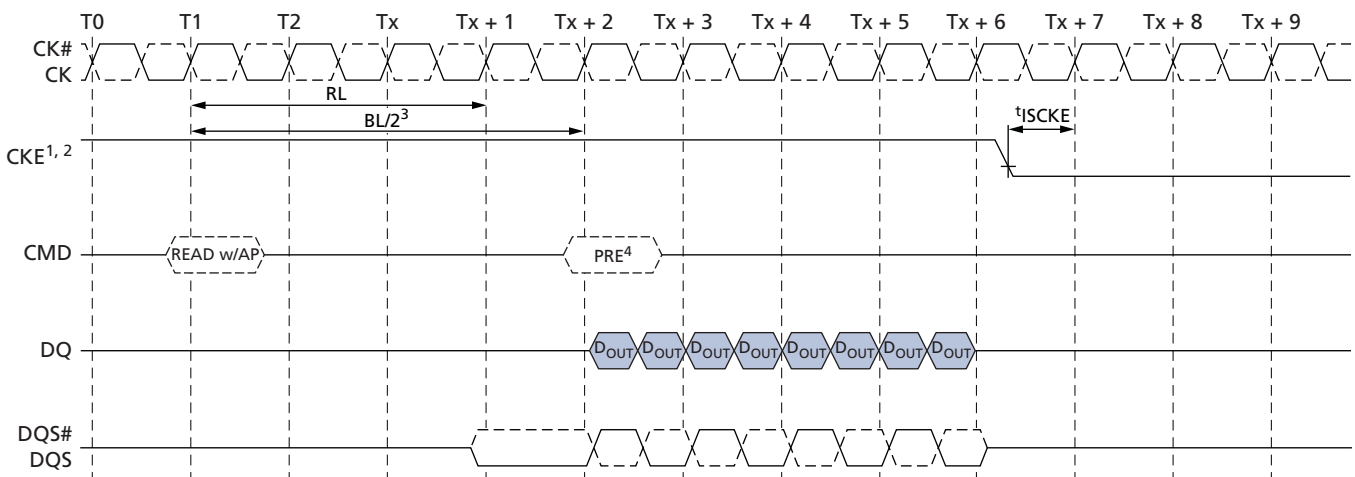 T0 T1 T2 Tx Tx + 1 Tx + 2 Tx + 3 Tx + 4 Tx + 5 Tx + 6 Tx + 7 Tx + 8 Tx + 9
CK#
CK
RL
BL/2³
tISCKE
CKE1, 2
CMD READ w/AP PRE⁴
DQ DOUT DOUT DOUT DOUT DOUT DOUT DOUT DOUT
DQS#
DQS